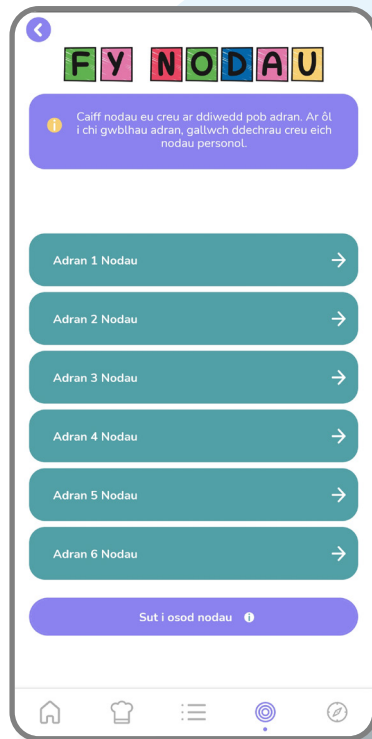 FY NODAU
Caiff nodau eu creu ar ddiwedd pob adran. Ar ôl
i chi gwblhau adran, gallwch ddechrau creu eich
nodau personol.
Adran 1 Nodau
Adran 2 Nodau
Adran 3 Nodau
Adran 4 Nodau
Adran 5 Nodau
Adran 6 Nodau
Sut i osod nodau